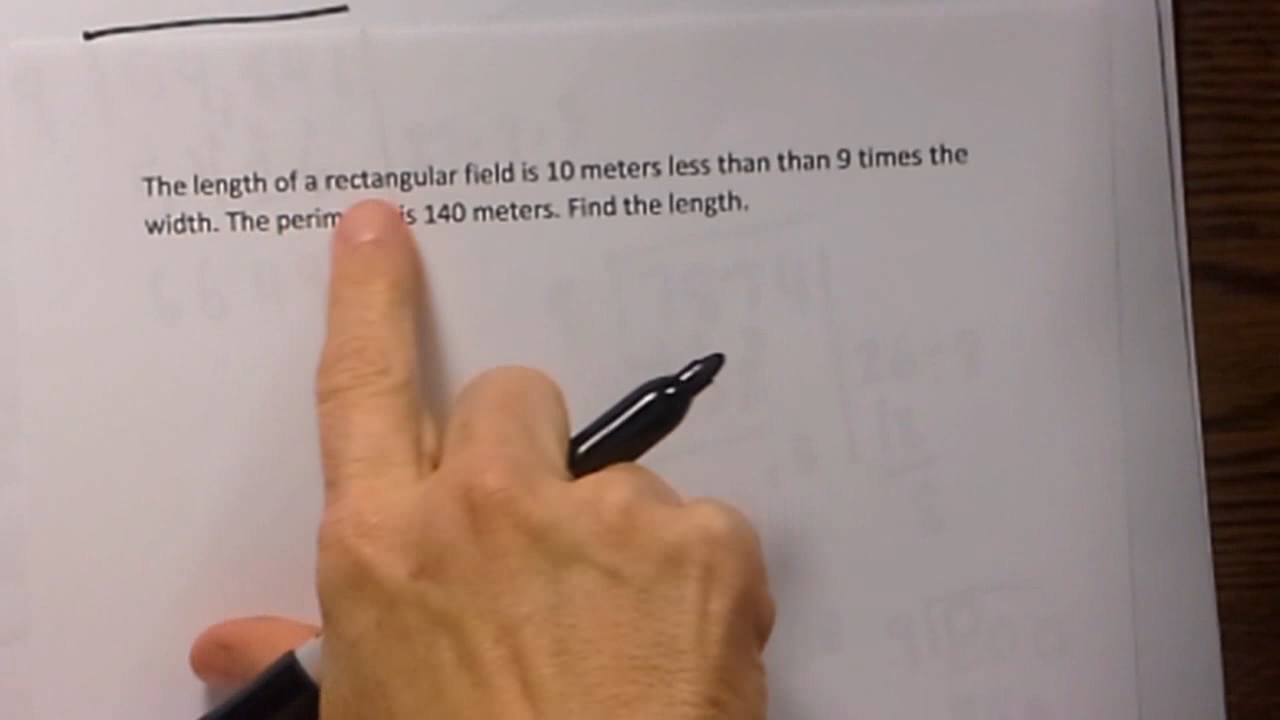 The length of a rectangular field is 10 meters less than than 9 times the
width. The perim is 140 meters. Find the length.